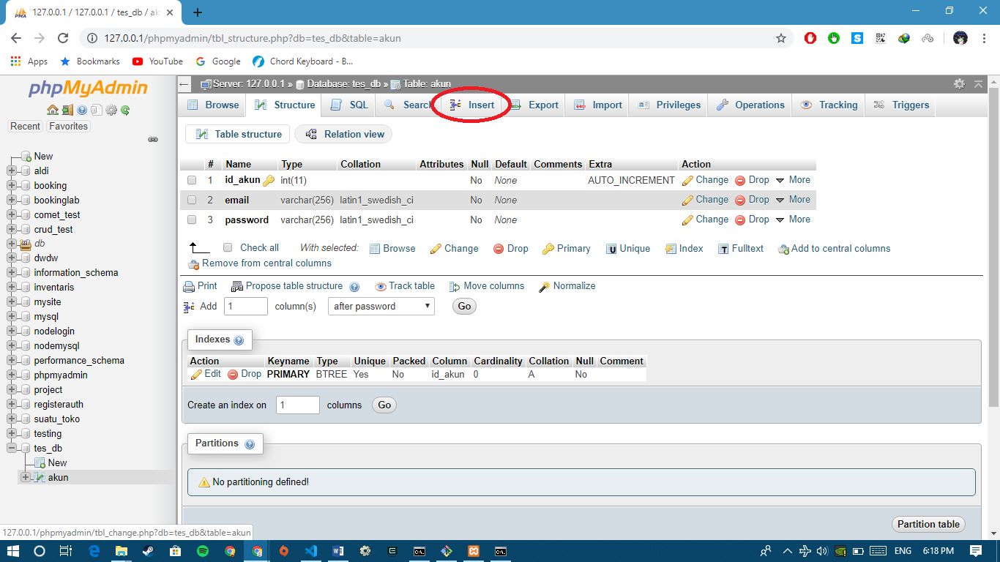 127.0.0.1 / 127.0.0.1 / tes_db / ak
127.0.0.1/phpmyadmin/tbl_structure.php?db=tes_db&table=akun
Apps Bookmarks YouTube Google Chord Keyboard - B...
phpMyAdmin
Recent Favorites
New
aldi
booking
bookinglab
comet_test
crud_test
db
dwdw
information_schema
inventaris
mysite
mysql
nodelogin
nodemysql
performance_schema
phpmyadmin
project
registerauth
suatu_toko
testing
tes_db
New
akun
Server: 127.0.0.1 » Database: tes_db » Table: akun
Browse Structure SQL Search Insert Export Import Privileges Operations Tracking Triggers
Table structure Relation view
# Name Type Collation Attributes Null Default Comments Extra Action
1 id_akun int(11) No None AUTO_INCREMENT Change Drop More
2 email varchar(256) latin1_swedish_ci No None Change Drop More
3 password varchar(256) latin1_swedish_ci No None Change Drop More
Check all With selected: Browse Change Drop Primary Unique Index Fulltext Add to central columns
Remove from central columns
Print Propose table structure Track table Move columns Normalize
Add 1 column(s) after password Go
Indexes
Action Keyname Type Unique Packed Column Cardinality Collation Null Comment
Edit Drop PRIMARY BTREE Yes No id_akun 0 A No
Create an index on 1 columns Go
Partitions
No partitioning defined!
Partition table
127.0.0.1/phpmyadmin/tbl_change.php?db=tes_db&table=akun
ENG 6:18 PM